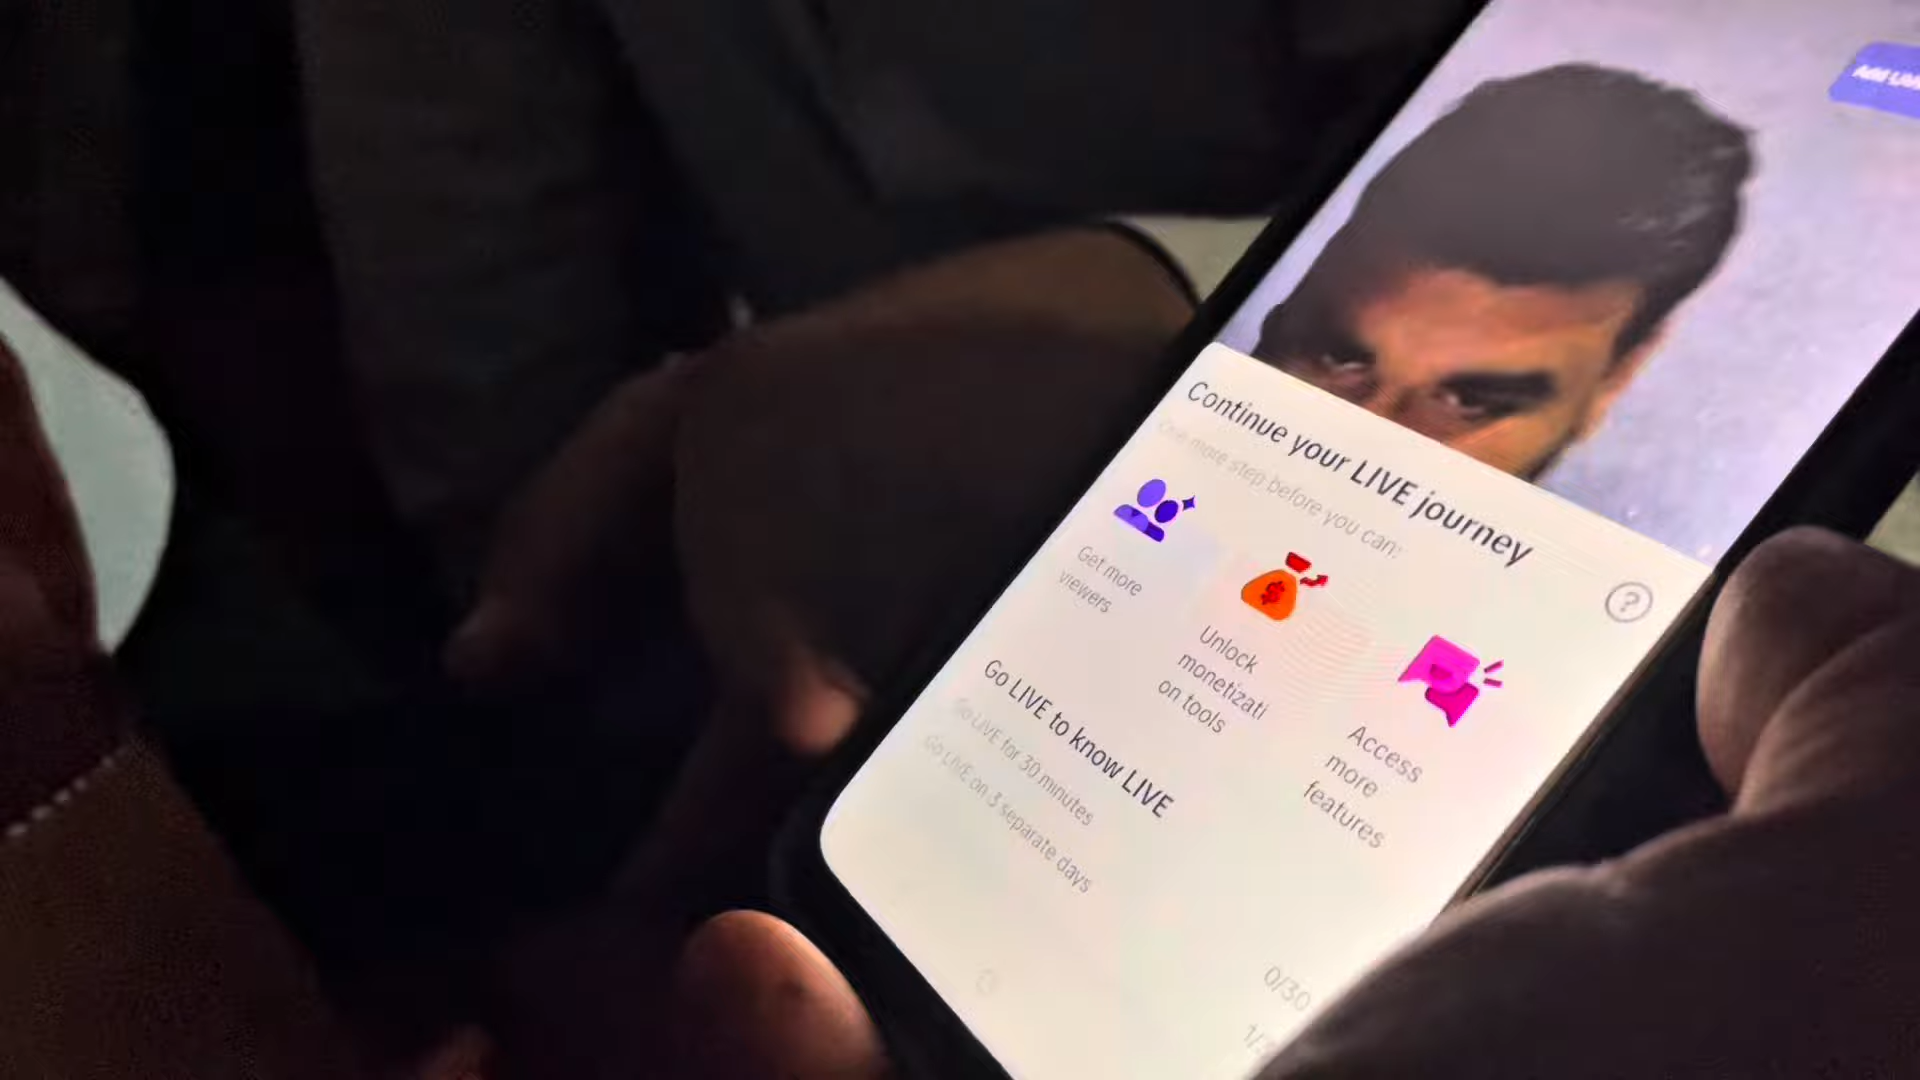 Continue your LIVE journey
One more step before you can:
Get more
viewers
Unlock
monetizati
on tools
Access
more
features
Go LIVE to know LIVE
Go LIVE for 30 minutes
0/30
Go LIVE on 3 separate days